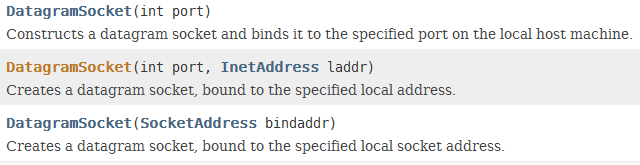 DatagramSocket(int port)
Constructs a datagram socket and binds it to the specified port on the local host machine.
DatagramSocket(int port, InetAddress laddr)
Creates a datagram socket, bound to the specified local address.
DatagramSocket(SocketAddress bindaddr)
Creates a datagram socket, bound to the specified local socket address.